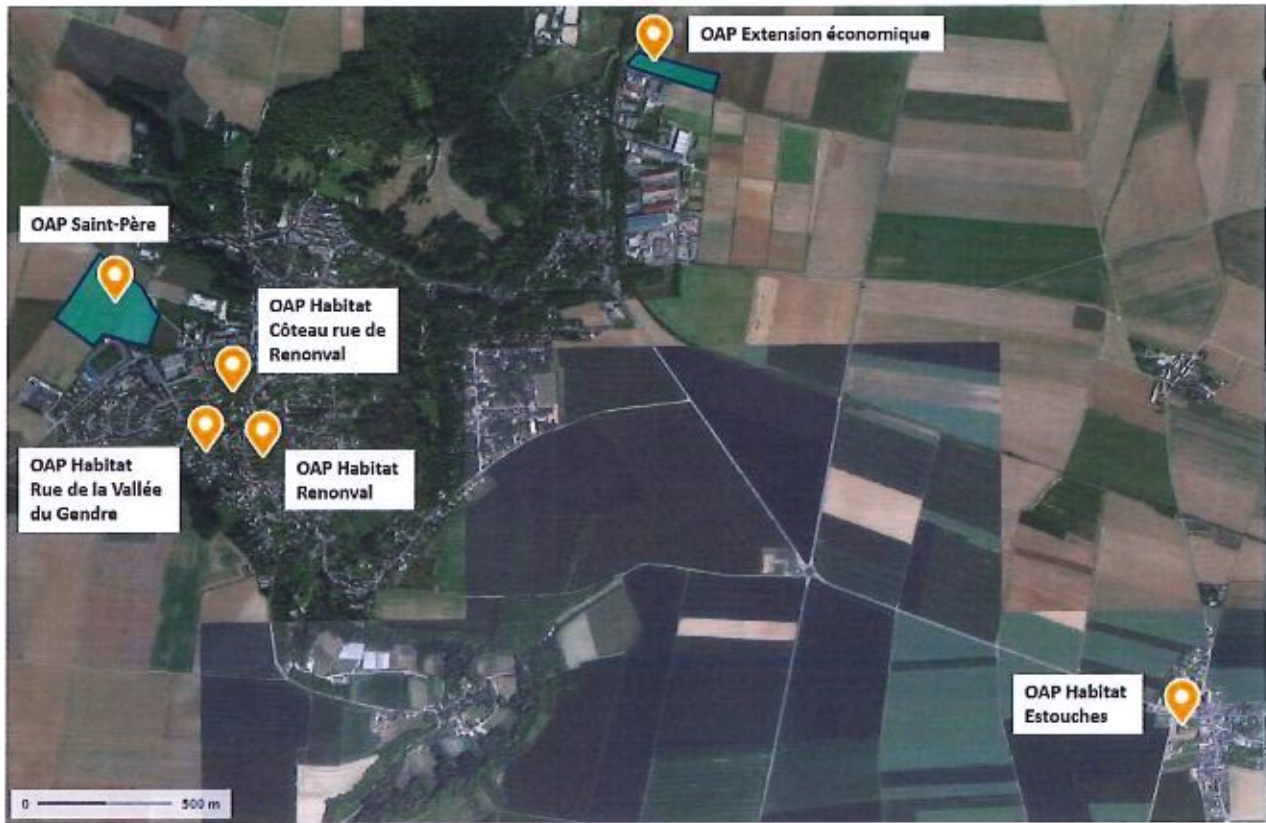 OAP Extension économique
OAP Saint-Père
OAP Habitat
Côteau rue de
Renonval
OAP Habitat
Rue de la Vallée
du Gendre
OAP Habitat
Renonval
OAP Habitat
Estouches
0 500 m